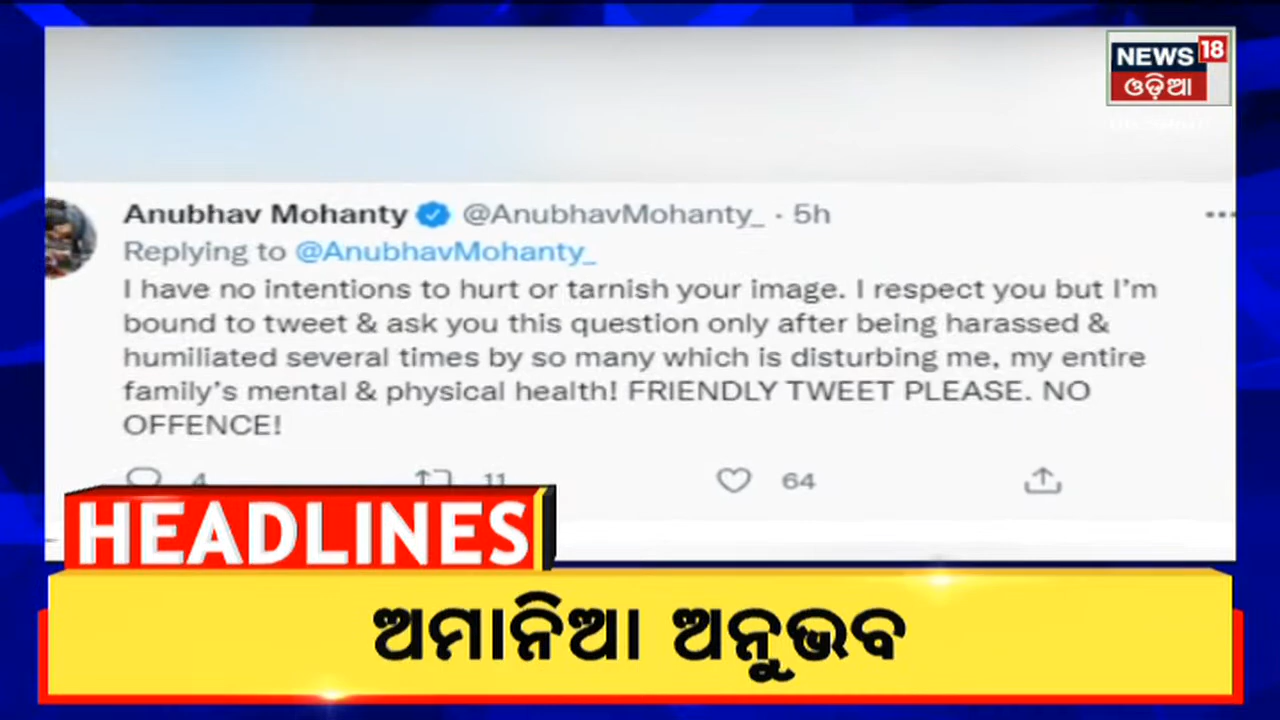 NEWS 18
ଓଡ଼ିଆ
Anubhav Mohanty @AnubhavMohanty_ · 5h
Replying to @AnubhavMohanty_
I have no intentions to hurt or tarnish your image. I respect you but I'm
bound to tweet & ask you this question only after being harassed &
humiliated several times by so many which is disturbing me, my entire
family's mental & physical health! FRIENDLY TWEET PLEASE. NO
OFFENCE!
4 11 64
HEADLINES
ଅମାନିଆ ଅନୁଭବ